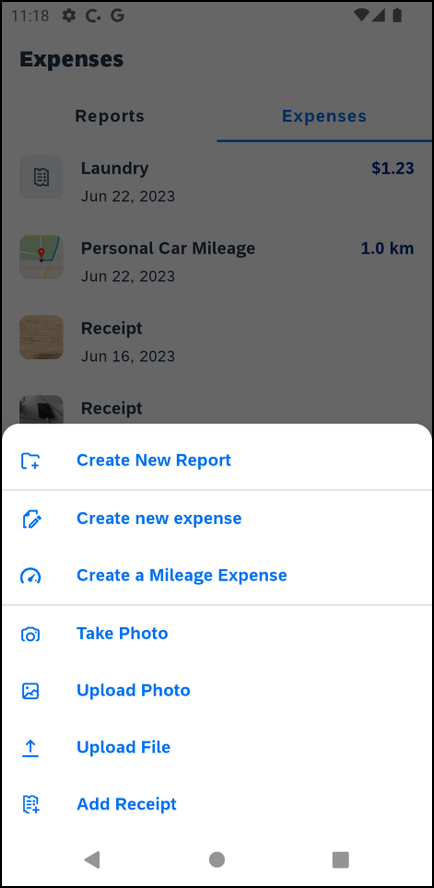 11:18
Expenses
Reports Expenses
Laundry $1.23
Jun 22, 2023
Personal Car Mileage 1.0 km
Jun 22, 2023
Receipt
Jun 16, 2023
Receipt
Create New Report
Create new expense
Create a Mileage Expense
Take Photo
Upload Photo
Upload File
Add Receipt